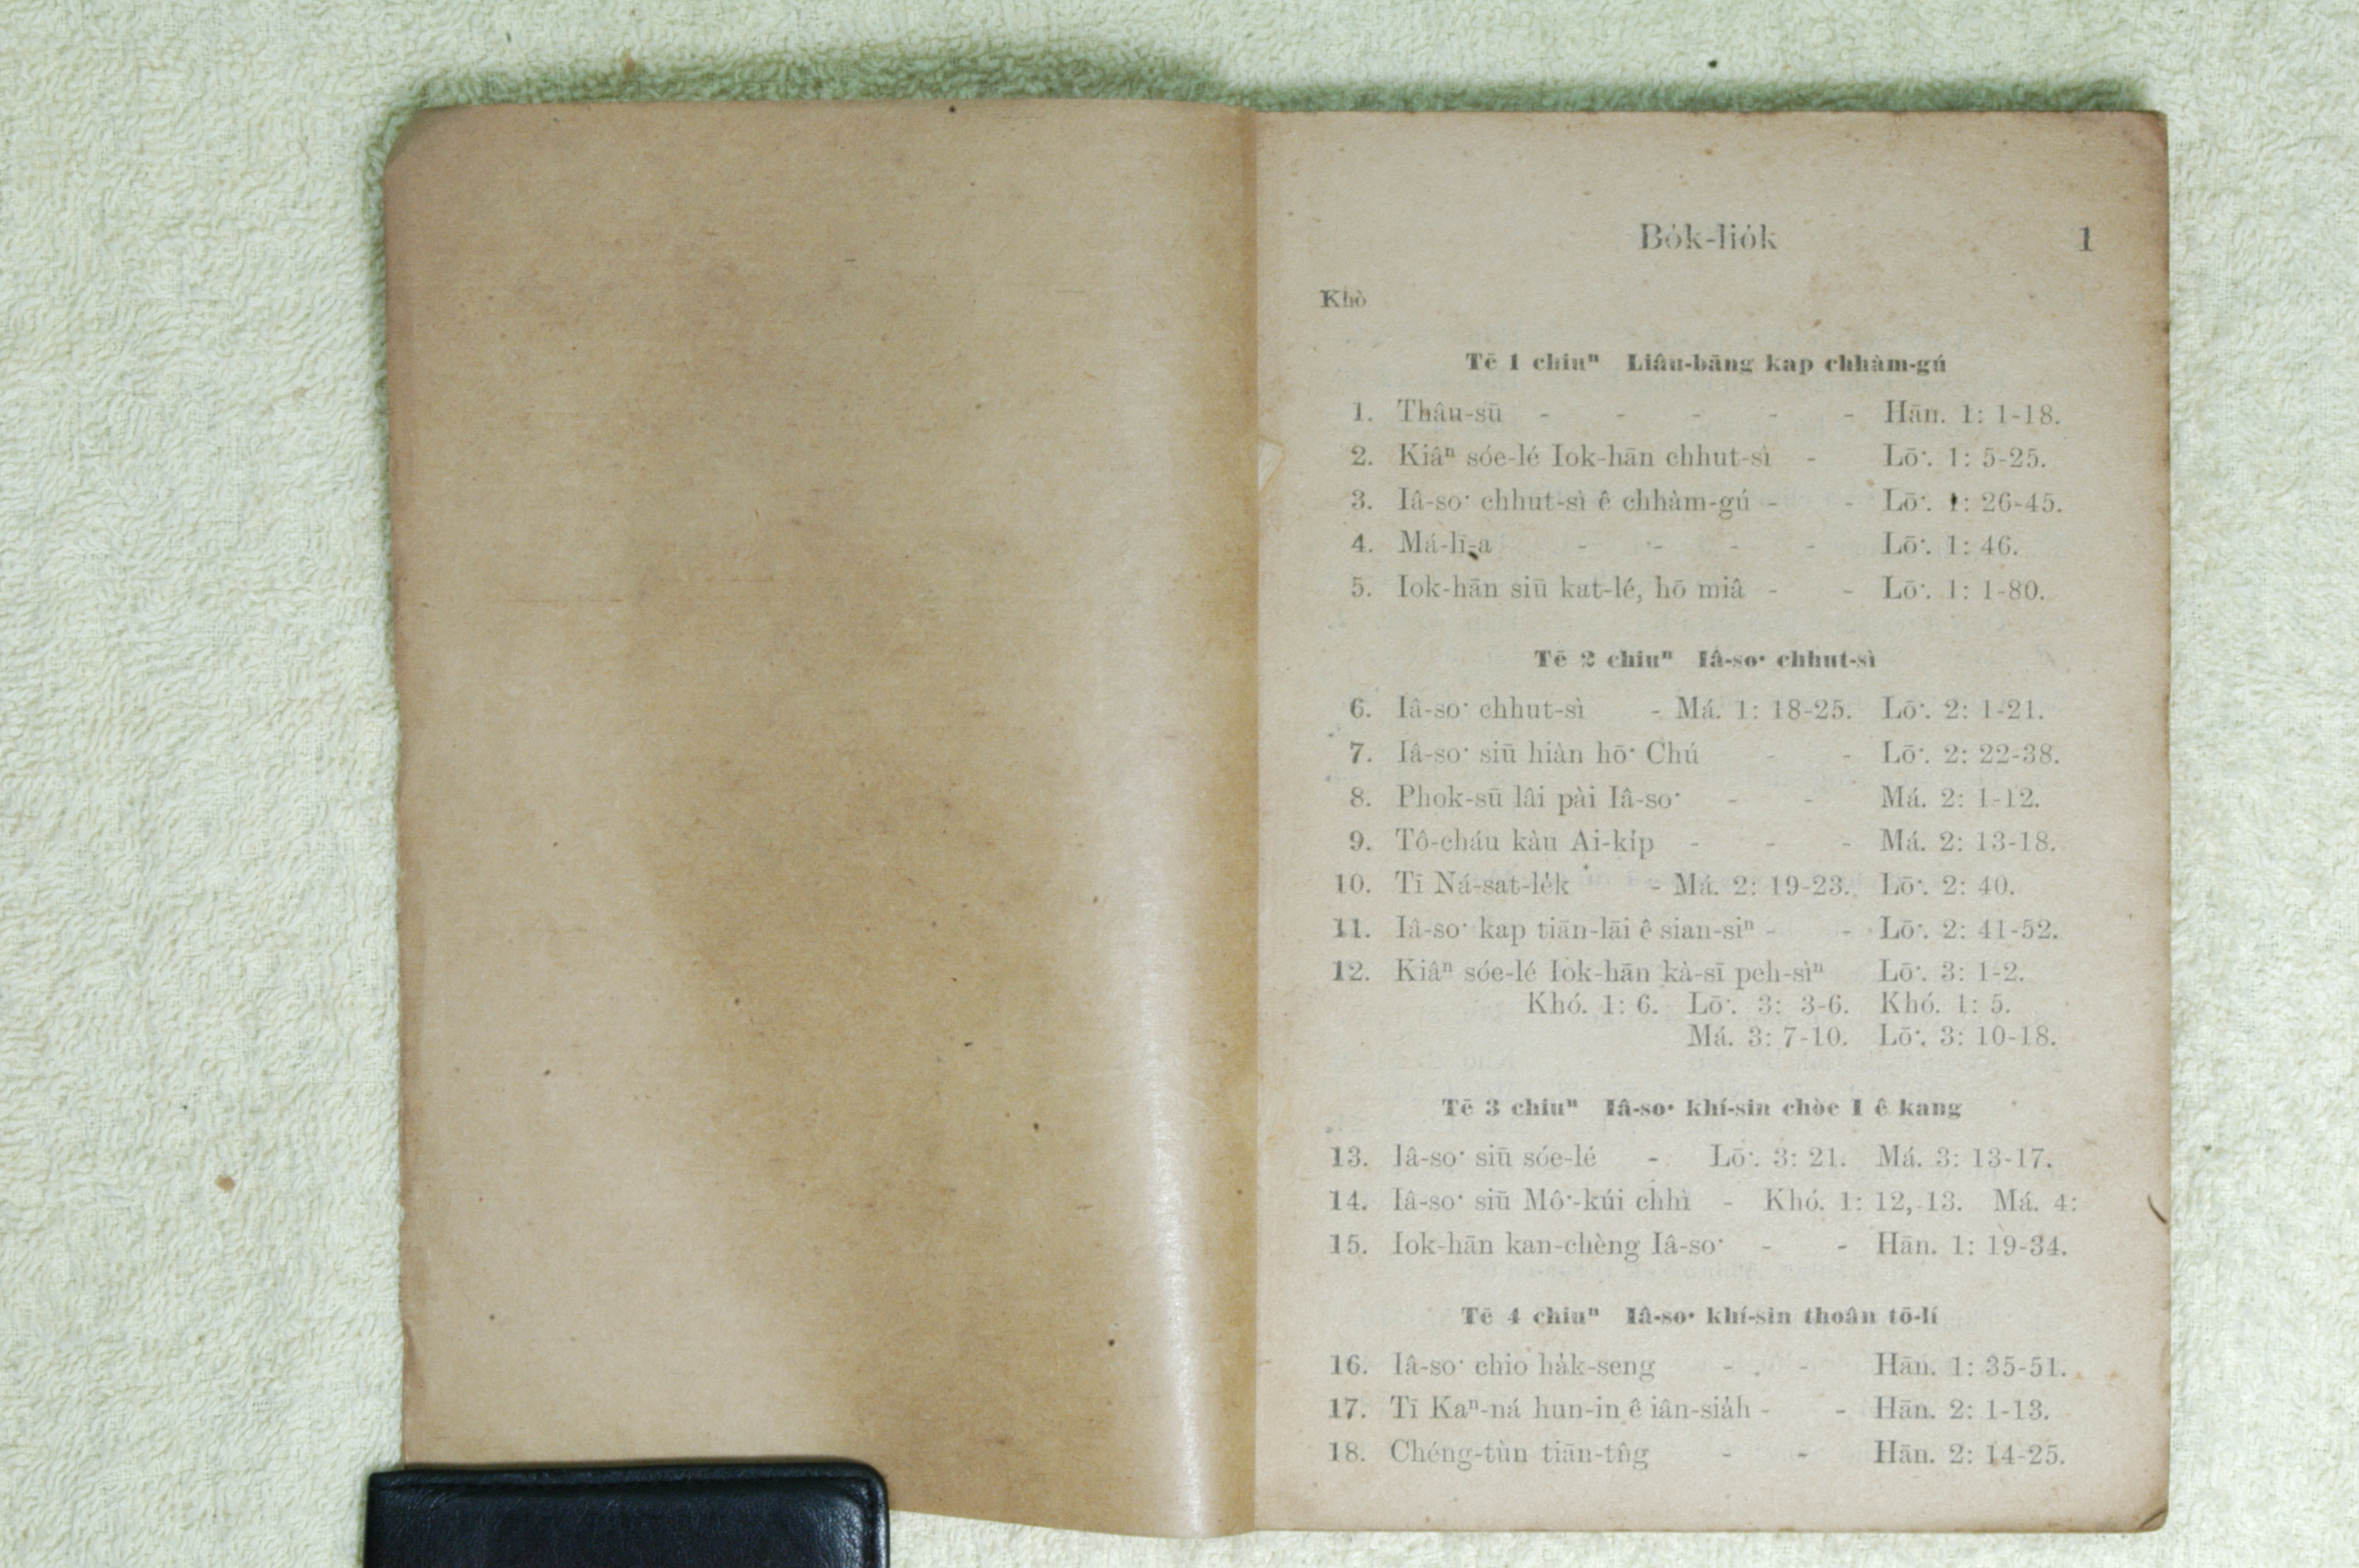 Bo̍k-lio̍k 1
Khò
Tē 1 chiuⁿ Liâu-bāng kap chhàm-gú
1. Thâu-sū - - - - - Hān. 1: 1-18.
2. Kiâⁿ sóe-lé Iok-hān chhut-sì - Lō͘. 1: 5-25.
3. Iâ-so͘ chhut-sì ê chhàm-gú - - Lō͘. 1: 26-45.
4. Má-lī-a - - - - Lō͘. 1: 46.
5. Iok-hān siū kat-lé, hō miâ - - Lō͘. 1: 1-80.
Tē 2 chiuⁿ Iâ-so͘ chhut-sì
6. Iâ-so͘ chhut-sì - Má. 1: 18-25. Lō͘. 2: 1-21.
7. Iâ-so͘ siū hiàn hō͘ Chú - - Lō͘. 2: 22-38.
8. Phok-sū lâi pài Iâ-so͘ - - Má. 2: 1-12.
9. Tô-cháu kàu Ai-ki̍p - - - Má. 2: 13-18.
10. Tī Ná-sat-le̍k - Má. 2: 19-23. Lō͘. 2: 40.
11. Iâ-so͘ kap tiān-lāi ê sian-siⁿ - - Lō͘. 2: 41-52.
12. Kiâⁿ sóe-lé Iok-hān kà-sī peh-sìⁿ Lō͘. 3: 1-2.
Khó. 1: 6. Lō͘. 3: 3-6. Khó. 1: 5.
Má. 3: 7-10. Lō͘. 3: 10-18.
Tē 3 chiuⁿ Iâ-so͘ khí-sin chòe I ê kang
13. Iâ-so͘ siū sóe-lé - Lō͘. 3: 21. Má. 3: 13-17.
14. Iâ-so͘ siū Mô͘-kúi chhì - Khó. 1: 12, 13. Má. 4:
15. Iok-hān kan-chèng Iâ-so͘ - - Hān. 1: 19-34.
Tē 4 chiuⁿ Iâ-so͘ khí-sin thoân tō-lí
16. Iâ-so͘ chio ha̍k-seng - - Hān. 1: 35-51.
17. Tī Kaⁿ-ná hun-in ê iân-sia̍h - - Hān. 2: 1-13.
18. Chéng-tùn tiān-tn̂g - - Hān. 2: 14-25.